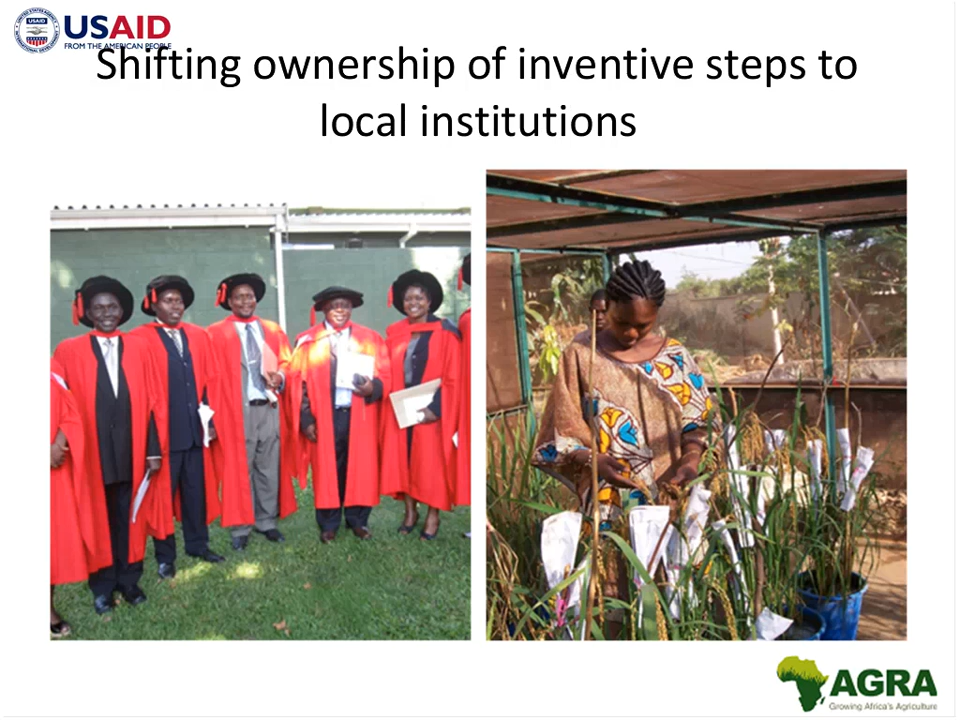 USAID
FROM THE AMERICAN PEOPLE
Shifting ownership of inventive steps to
local institutions
AGRA
Growing Africa's Agriculture